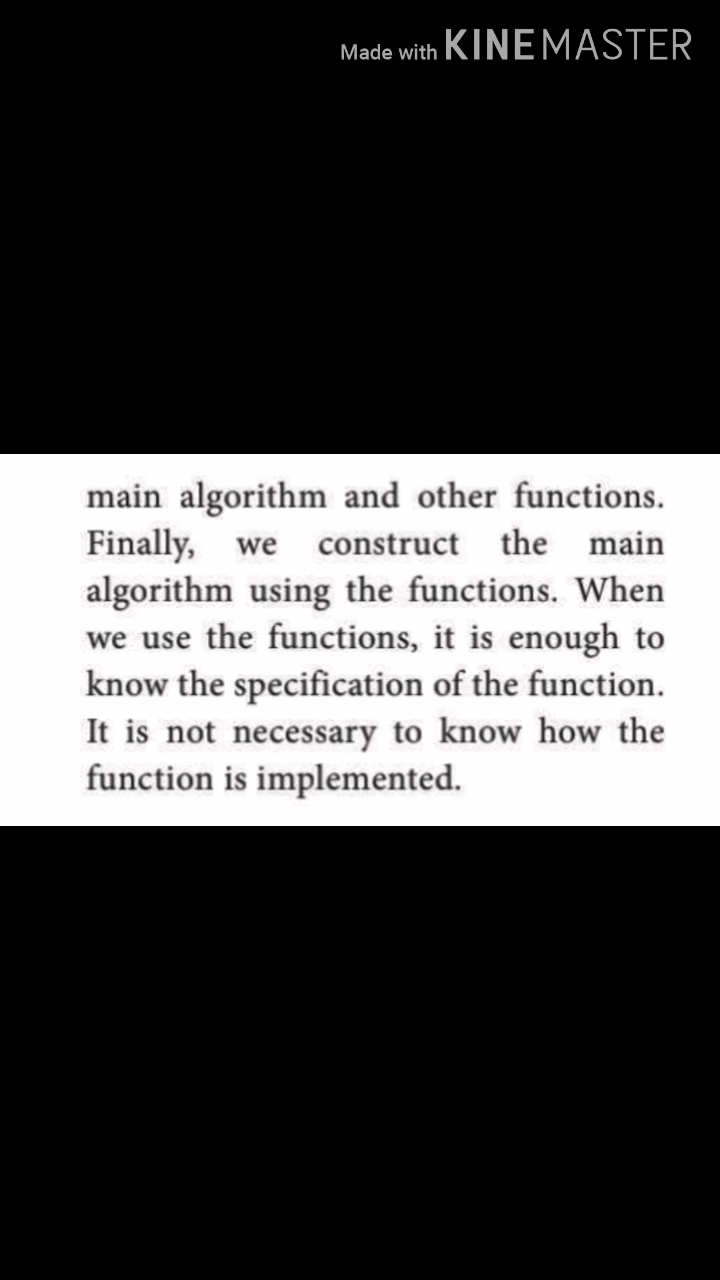 Made with KINEMASTER
main algorithm and other functions.
Finally, we construct the main
algorithm using the functions. When
we use the functions, it is enough to
know the specification of the function.
It is not necessary to know how the
function is implemented.